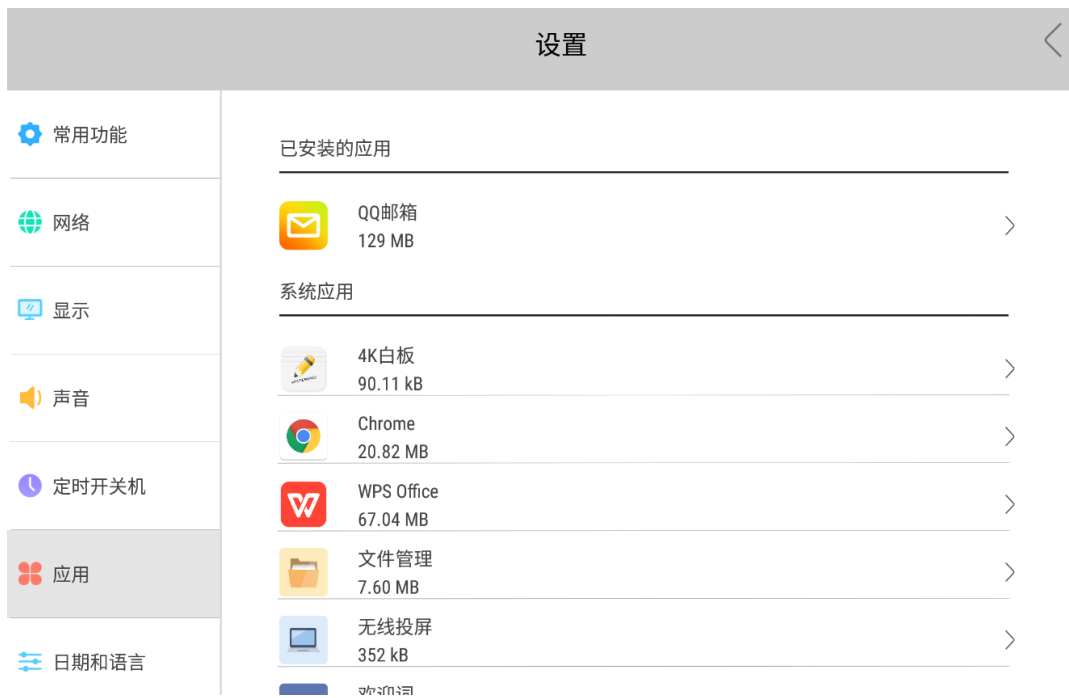 设置
常用功能
网络
显示
声音
定时开关机
应用
日期和语言
已安装的应用
QQ邮箱
129 MB
系统应用
4K白板
90.11 kB
Chrome
20.82 MB
WPS Office
67.04 MB
文件管理
7.60 MB
无线投屏
352 kB
欢迎词